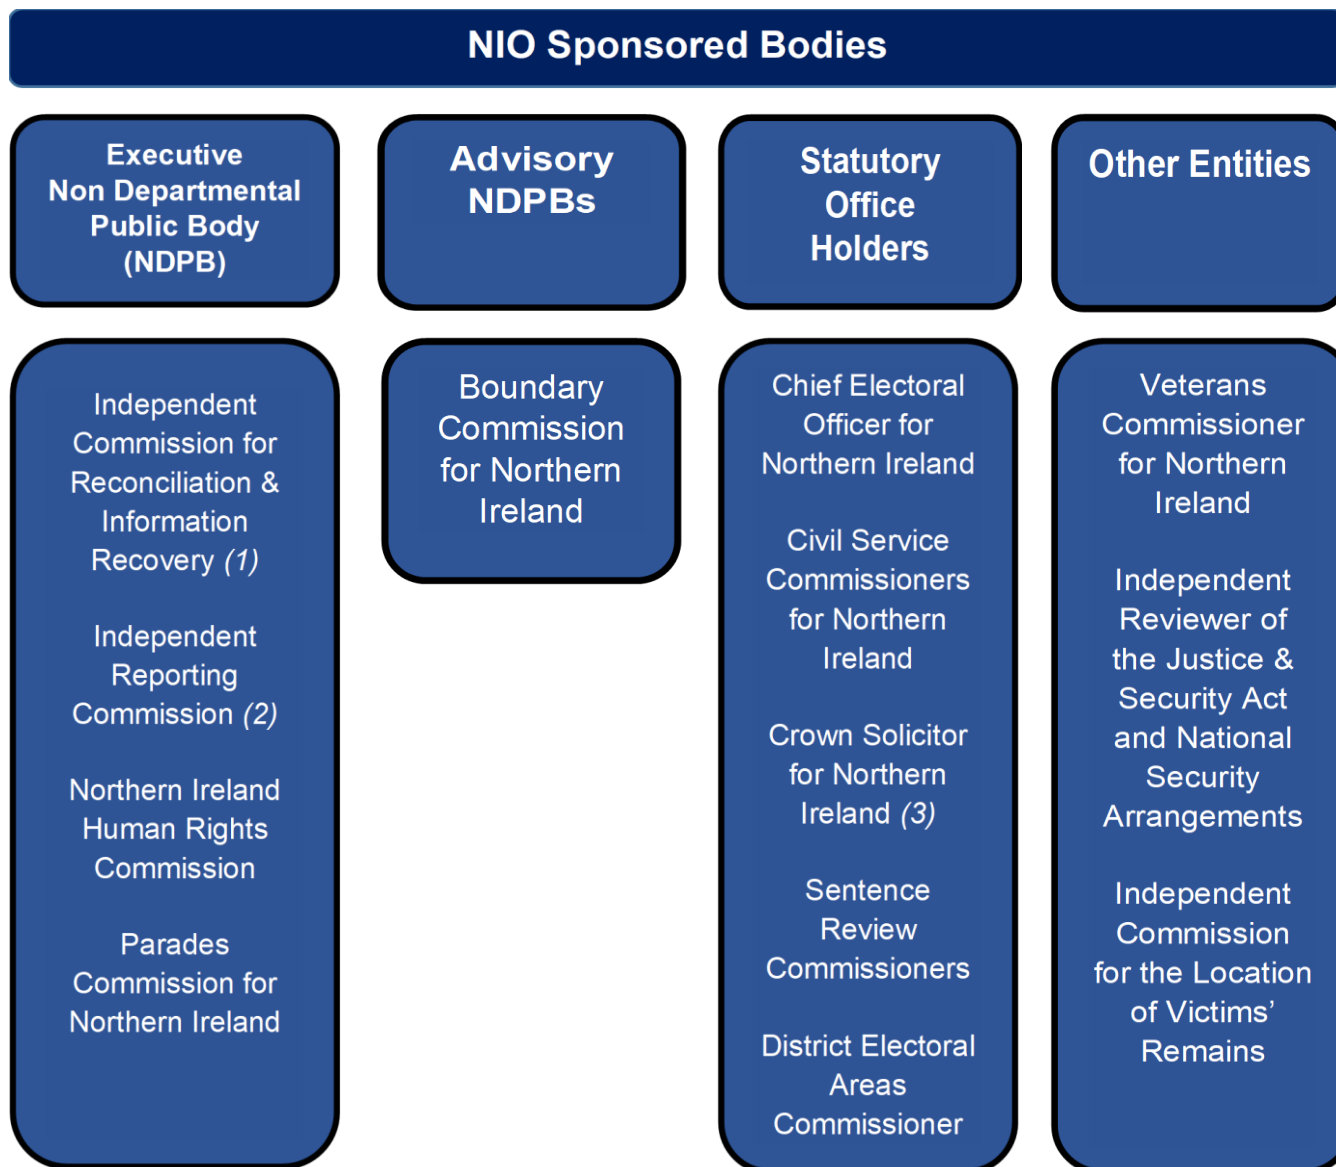 NIO Sponsored Bodies
Executive
Non Departmental
Public Body
(NDPB)
Advisory
NDPBs
Statutory
Office
Holders
Other Entities
Independent
Commission for
Reconciliation &
Information
Recovery (1)
Independent
Reporting
Commission (2)
Northern Ireland
Human Rights
Commission
Parades
Commission for
Northern Ireland
Boundary
Commission
for Northern
Ireland
Chief Electoral
Officer for
Northern Ireland
Civil Service
Commissioners
for Northern
Ireland
Crown Solicitor
for Northern
Ireland (3)
Sentence
Review
Commissioners
District Electoral
Areas
Commissioner
Veterans
Commissioner
for Northern
Ireland
Independent
Reviewer of
the Justice &
Security Act
and National
Security
Arrangements
Independent
Commission
for the Location
of Victims’
Remains